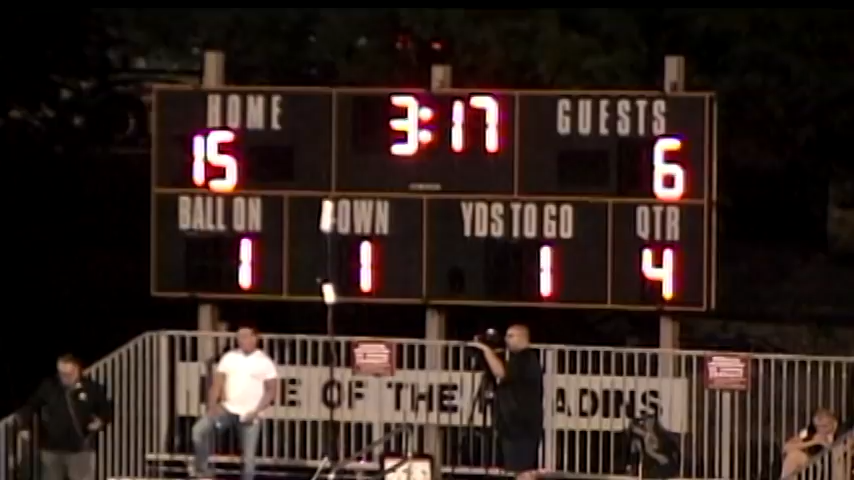 HOME 3:17 GUESTS
15 6
BALL ON DOWN YDS TO GO QTR
1 1 1 4
OF THE